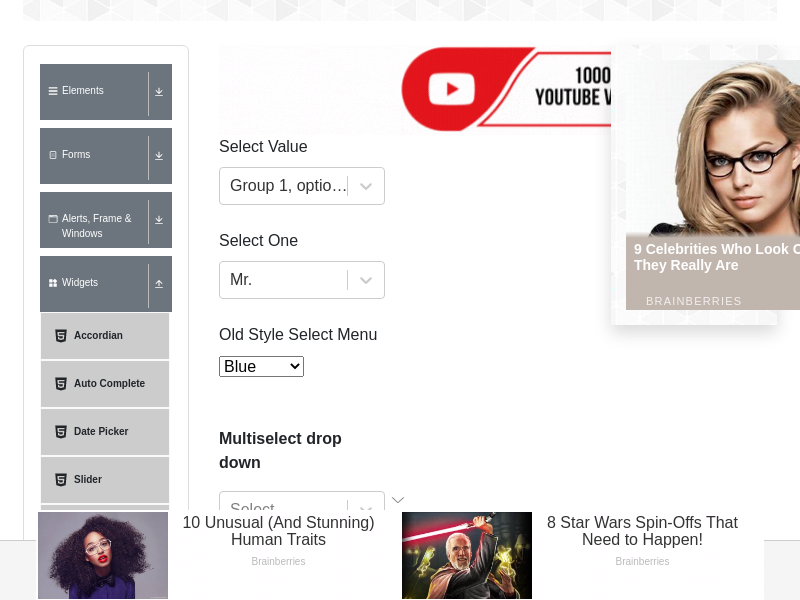 Elements
Forms
Alerts, Frame &
Windows
Widgets
Accordian
Auto Complete
Date Picker
Slider
1000
YOUTUBE V
Select Value
Group 1, optio...
Select One
Mr.
Old Style Select Menu
Blue
Multiselect drop
down
Select...
9 Celebrities Who Look
They Really Are
BRAINBERRIES
10 Unusual (And Stunning)
Human Traits
Brainberries
8 Star Wars Spin-Offs That
Need to Happen!
Brainberries